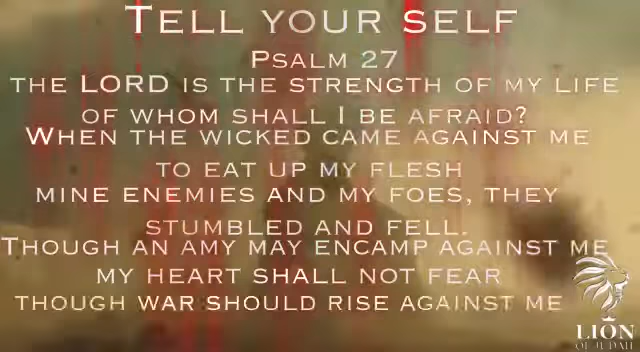 TELL YOUR SELF
PSALM 27
THE LORD IS THE STRENGTH OF MY LIFE
OF WHOM SHALL I BE AFRAID?
WHEN THE WICKED CAME AGAINST ME
TO EAT UP MY FLESH
MINE ENEMIES AND MY FOES, THEY
STUMBLED AND FELL.
THOUGH AN AMY MAY ENCAMP AGAINST ME
MY HEART SHALL NOT FEAR
THOUGH WAR SHOULD RISE AGAINST ME
LION
OF JUDAH